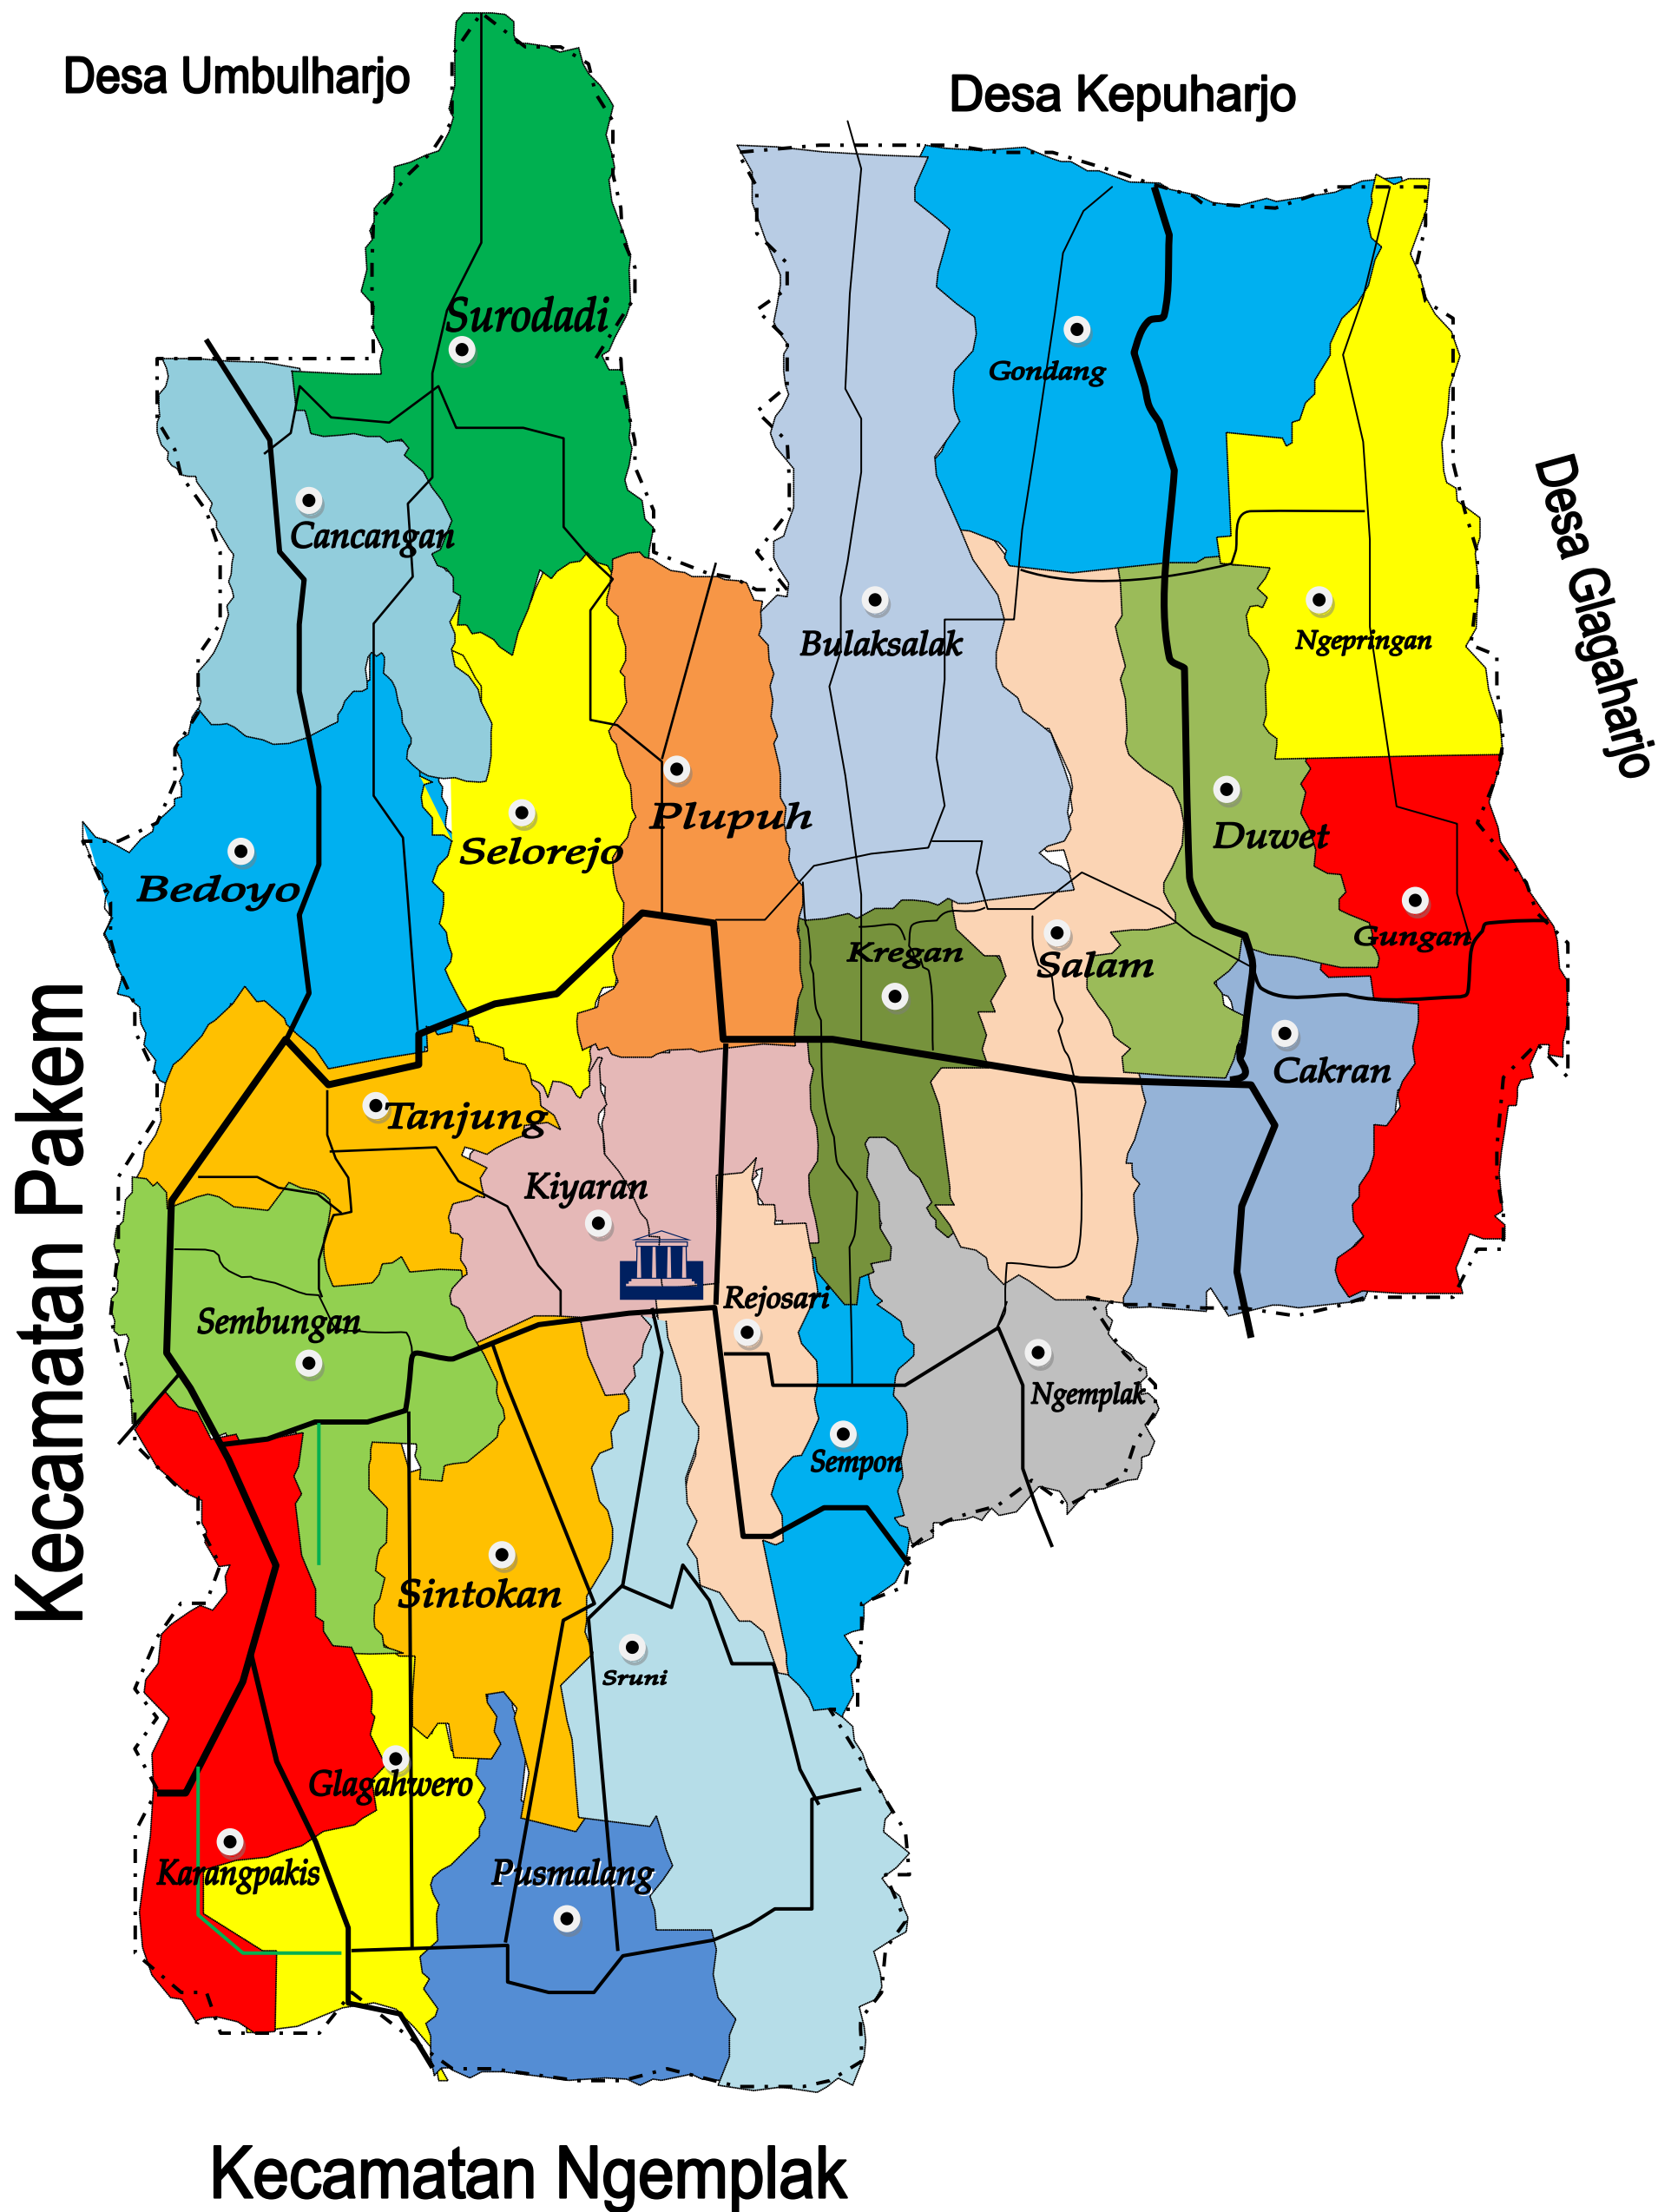 Desa Umbulharjo
Desa Kepuharjo
Surodadi
Gondang
Desa Glagaharjo
Cancangan
Bulaksalak
Ngepringan
Plupuh
Duwet
Selorejo
Bedoyo
Gungan
Kregan
Salam
Cakran
Kecamatan Pakem
Tanjung
Kiyaran
Rejosari
Sembungan
Ngemplak
Sempon
Sintokan
Sruni
Glagahwero
Karangpakis
Pusmalang
Kecamatan Ngemplak